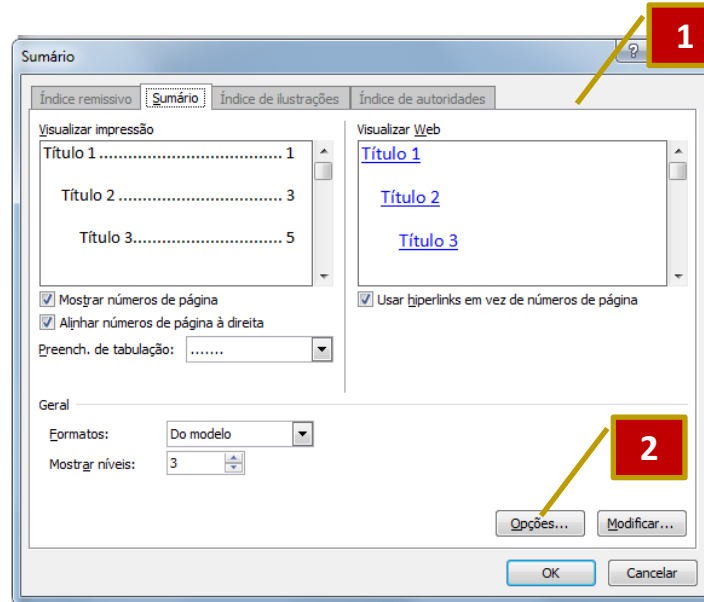 1
Sumário
?
Índice remissivo Sumário Índice de ilustrações Índice de autoridades
Visualizar impressão Visualizar Web
Título 1 .................................... 1 Título 1
Título 2 ................................. 3 Título 2
Título 3.............................. 5 Título 3
Mostrar números de página Usar hiperlinks em vez de números de página
Alinhar números de página à direita
Preench. de tabulação: .......
Geral
Formatos: Do modelo
Mostrar níveis: 3
2
Opções... Modificar...
OK Cancelar